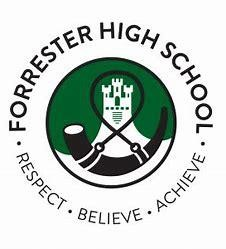 · FORRESTER HIGH SCHOOL ·
RESPECT · BELIEVE · ACHIEVE